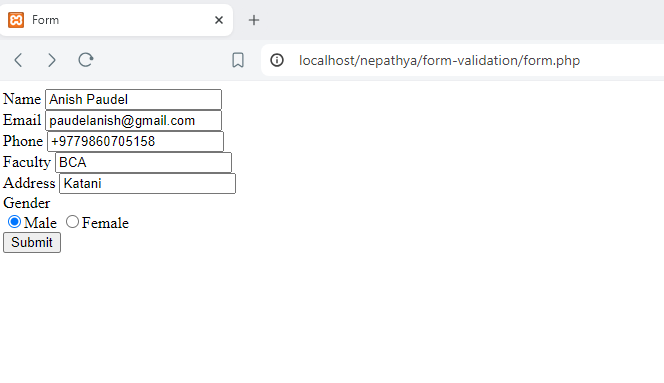 Form
localhost/nepathya/form-validation/form.php
Name Anish Paudel
Email paudelanish@gmail.com
Phone +9779860705158
Faculty BCA
Address Katani
Gender
Male Female
Submit